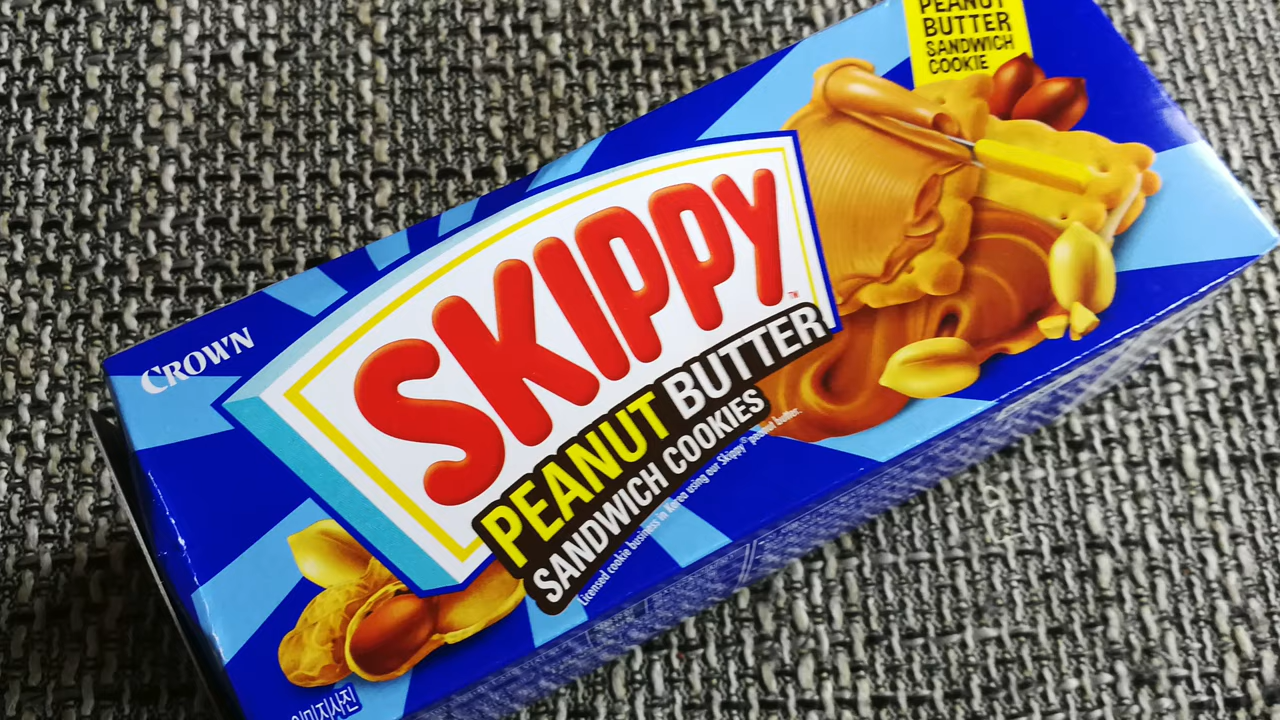 PEANUT
BUTTER
SANDWICH
COOKIE
CROWN
SKIPPY™
PEANUT BUTTER
SANDWICH COOKIES
Licensed cookie business in Korea using our Skippy® peanut butter.
이미지사진